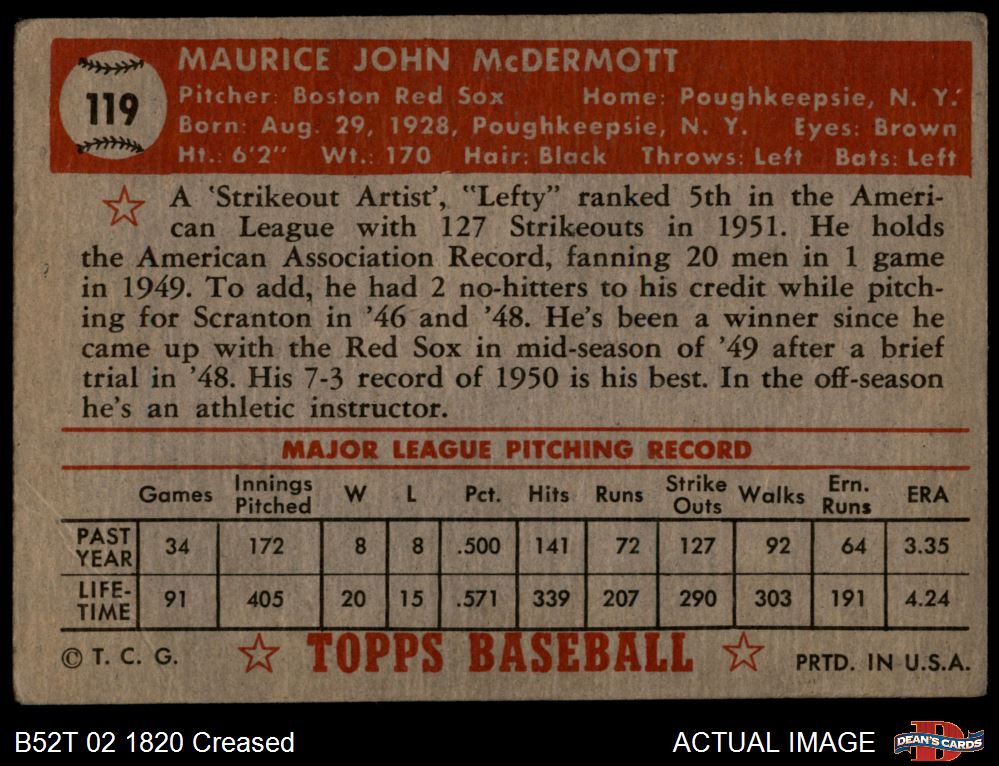 119
MAURICE JOHN McDERMOTT
Pitcher: Boston Red Sox Home: Poughkeepsie, N. Y.
Born: Aug. 29, 1928, Poughkeepsie, N. Y. Eyes: Brown
Ht.: 6'2" Wt.: 170 Hair: Black Throws: Left Bats: Left
A 'Strikeout Artist', "Lefty" ranked 5th in the Ameri-
can League with 127 Strikeouts in 1951. He holds
the American Association Record, fanning 20 men in 1 game
in 1949. To add, he had 2 no-hitters to his credit while pitch-
ing for Scranton in '46 and '48. He's been a winner since he
came up with the Red Sox in mid-season of '49 after a brief
trial in '48. His 7-3 record of 1950 is his best. In the off-season
he's an athletic instructor.
MAJOR LEAGUE PITCHING RECORD
Games Innings Pitched W L Pct. Hits Runs Strike Outs Walks Ern. Runs ERA
PAST YEAR 34 172 8 8 .500 141 72 127 92 64 3.35
LIFE-TIME 91 405 20 15 .571 339 207 290 303 191 4.24
© T. C. G. TOPPS BASEBALL PRTD. IN U.S.A.
B52T 02 1820 Creased ACTUAL IMAGE DEAN'S CARDS